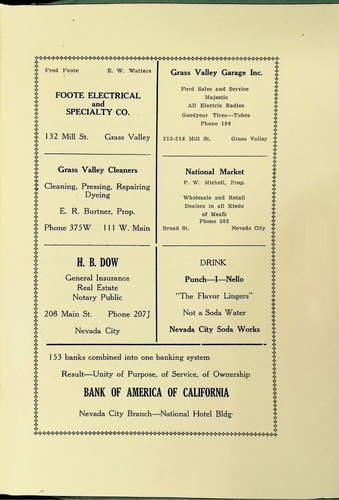 Fred Foote E. W. Watters
FOOTE ELECTRICAL
and
SPECIALTY CO.
132 Mill St. Grass Valley
Grass Valley Garage Inc.
Ford Sales and Service
Majestic
All Electric Radios
Goodyear Tires—Tubes
Phone 198
212-218 Mill St. Grass Valley
Grass Valley Cleaners
Cleaning, Pressing, Repairing
Dyeing
E. R. Burtner, Prop.
Phone 375W 111 W. Main
National Market
P. W. Michell, Prop.
Wholesale and Retail
Dealers in all Kinds
of Meats
Phone 202
Broad St. Nevada City
H. B. DOW
General Insurance
Real Estate
Notary Public
208 Main St. Phone 207J
Nevada City
DRINK
Punch—I—Nello
"The Flavor Lingers"
Not a Soda Water
Nevada City Soda Works
153 banks combined into one banking system
Result—Unity of Purpose, of Service, of Ownership
BANK OF AMERICA OF CALIFORNIA
Nevada City Branch—National Hotel Bldg.